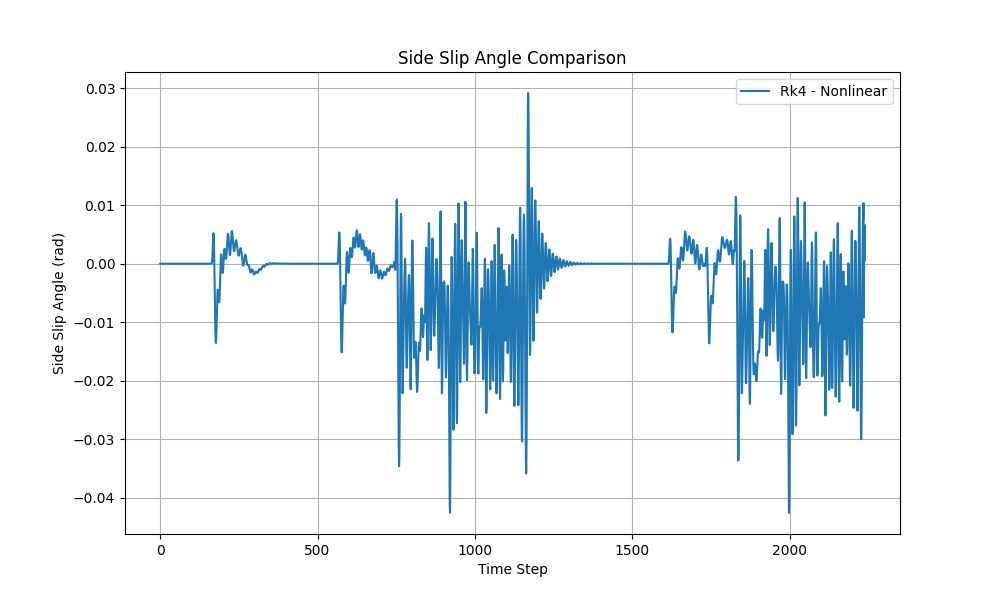 Side Slip Angle Comparison
Rk4 - Nonlinear
Side Slip Angle (rad)
0.03
0.02
0.01
0.00
−0.01
−0.02
−0.03
−0.04
0 500 1000 1500 2000
Time Step